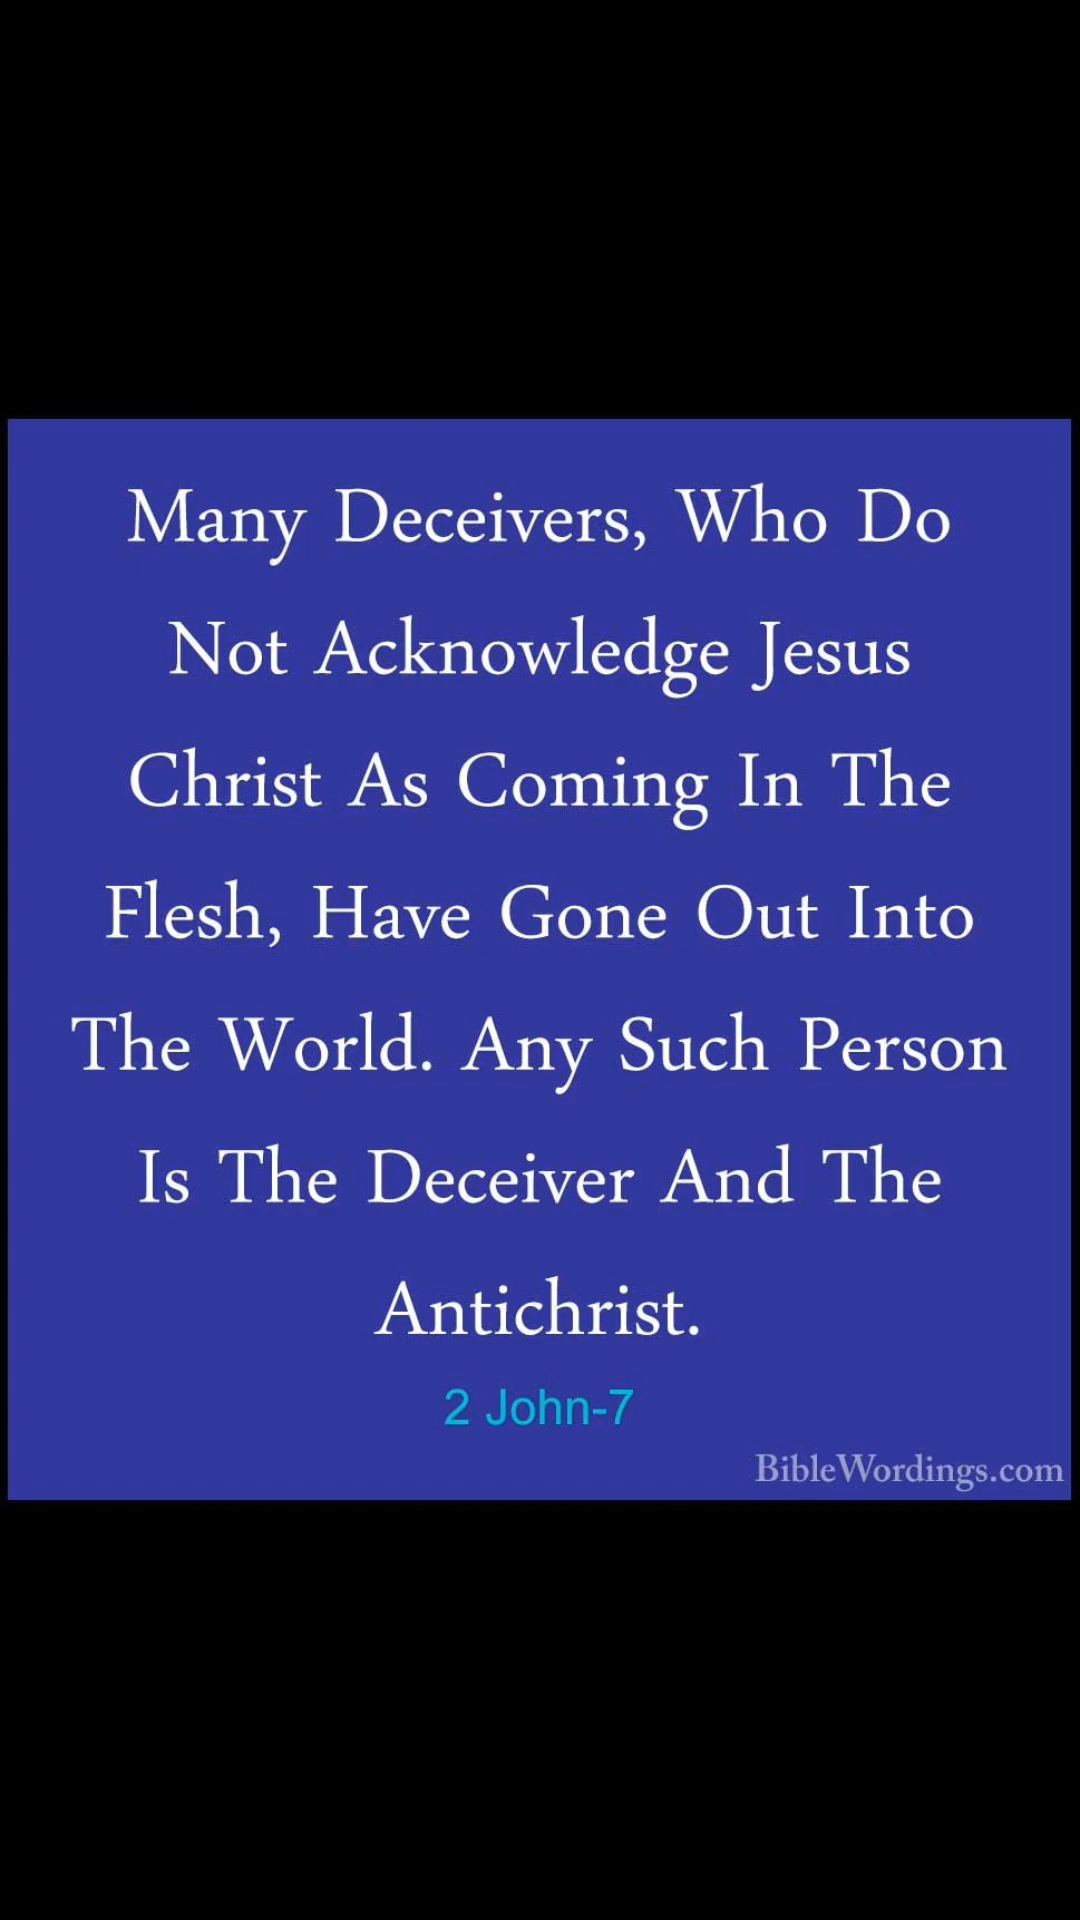 Many Deceivers, Who Do
Not Acknowledge Jesus
Christ As Coming In The
Flesh, Have Gone Out Into
The World. Any Such Person
Is The Deceiver And The
Antichrist.
2 John-7
BibleWordings.com